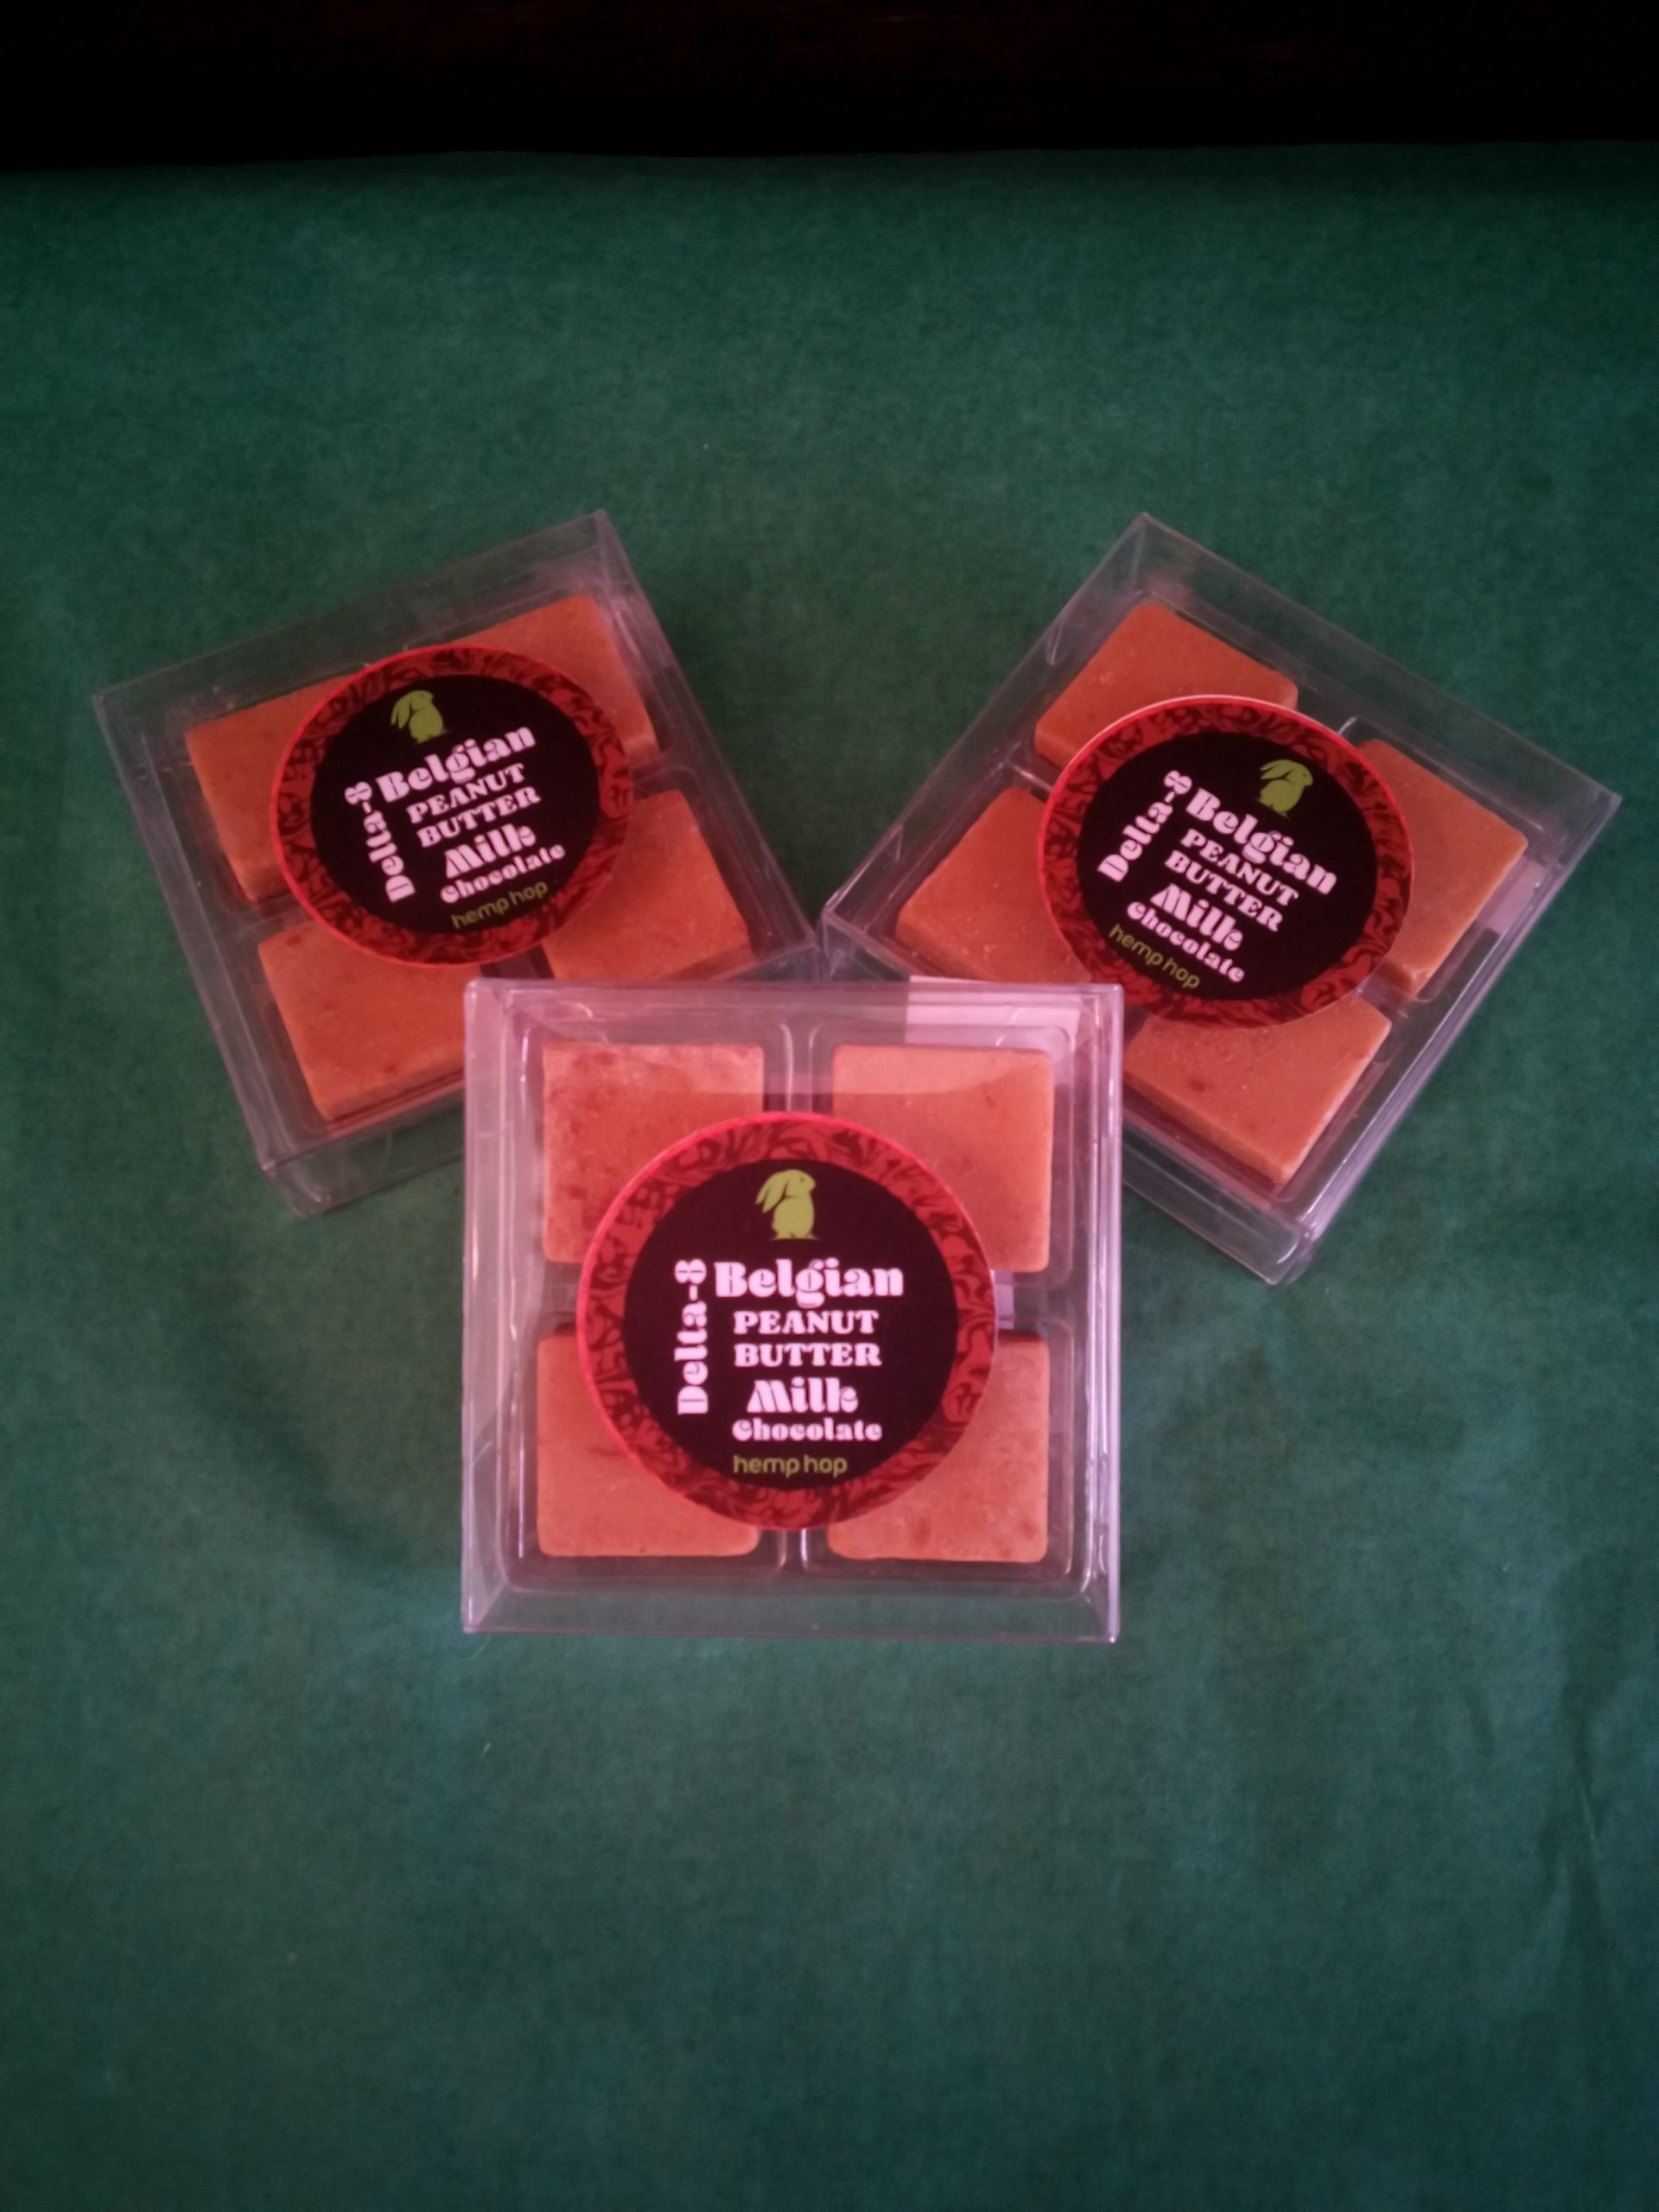 Delta-8
Belgian
PEANUT
BUTTER
Milk
Chocolate
hemp hop
Delta-8
Belgian
PEANUT
BUTTER
Milk
Chocolate
hemp hop
Delta-8
Belgian
PEANUT
BUTTER
Milk
Chocolate
hemp hop